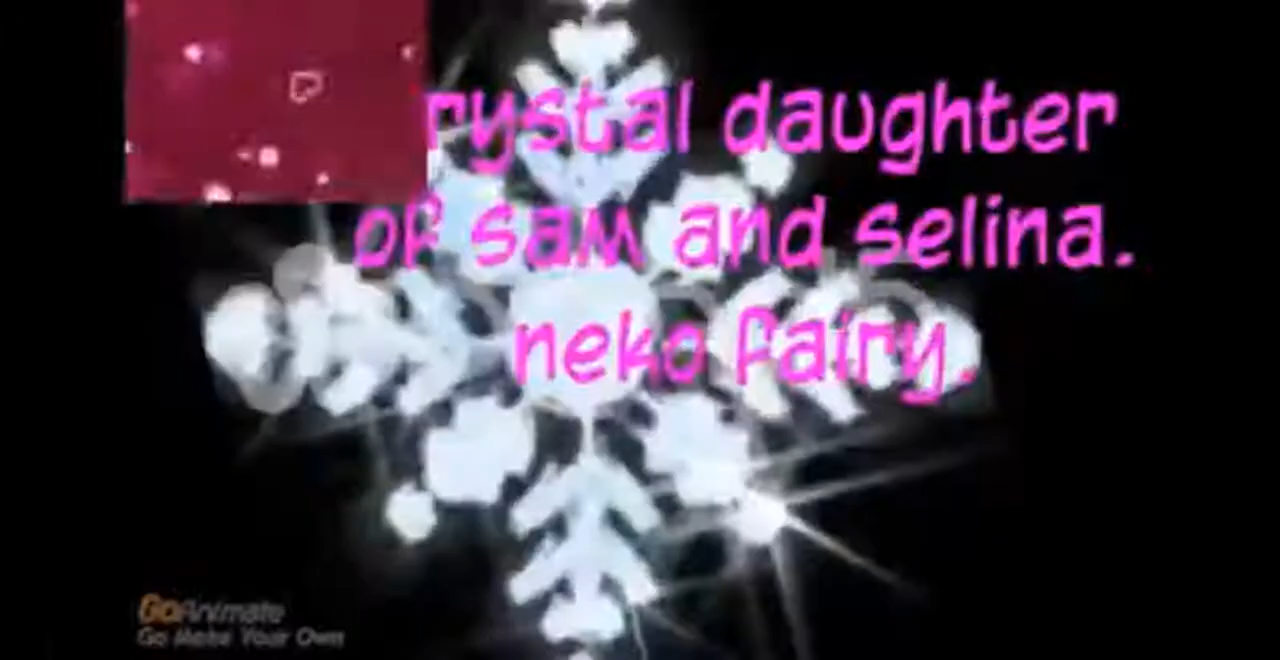 rystal daughter
of sam and selina.
neko fairy.
GoAnimate
Go Make Your Own